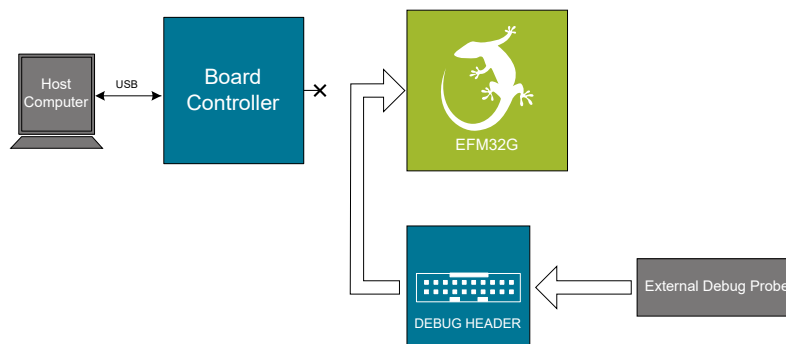 Host
Computer
USB
Board
Controller
EFM32G
DEBUG HEADER
External Debug Probe